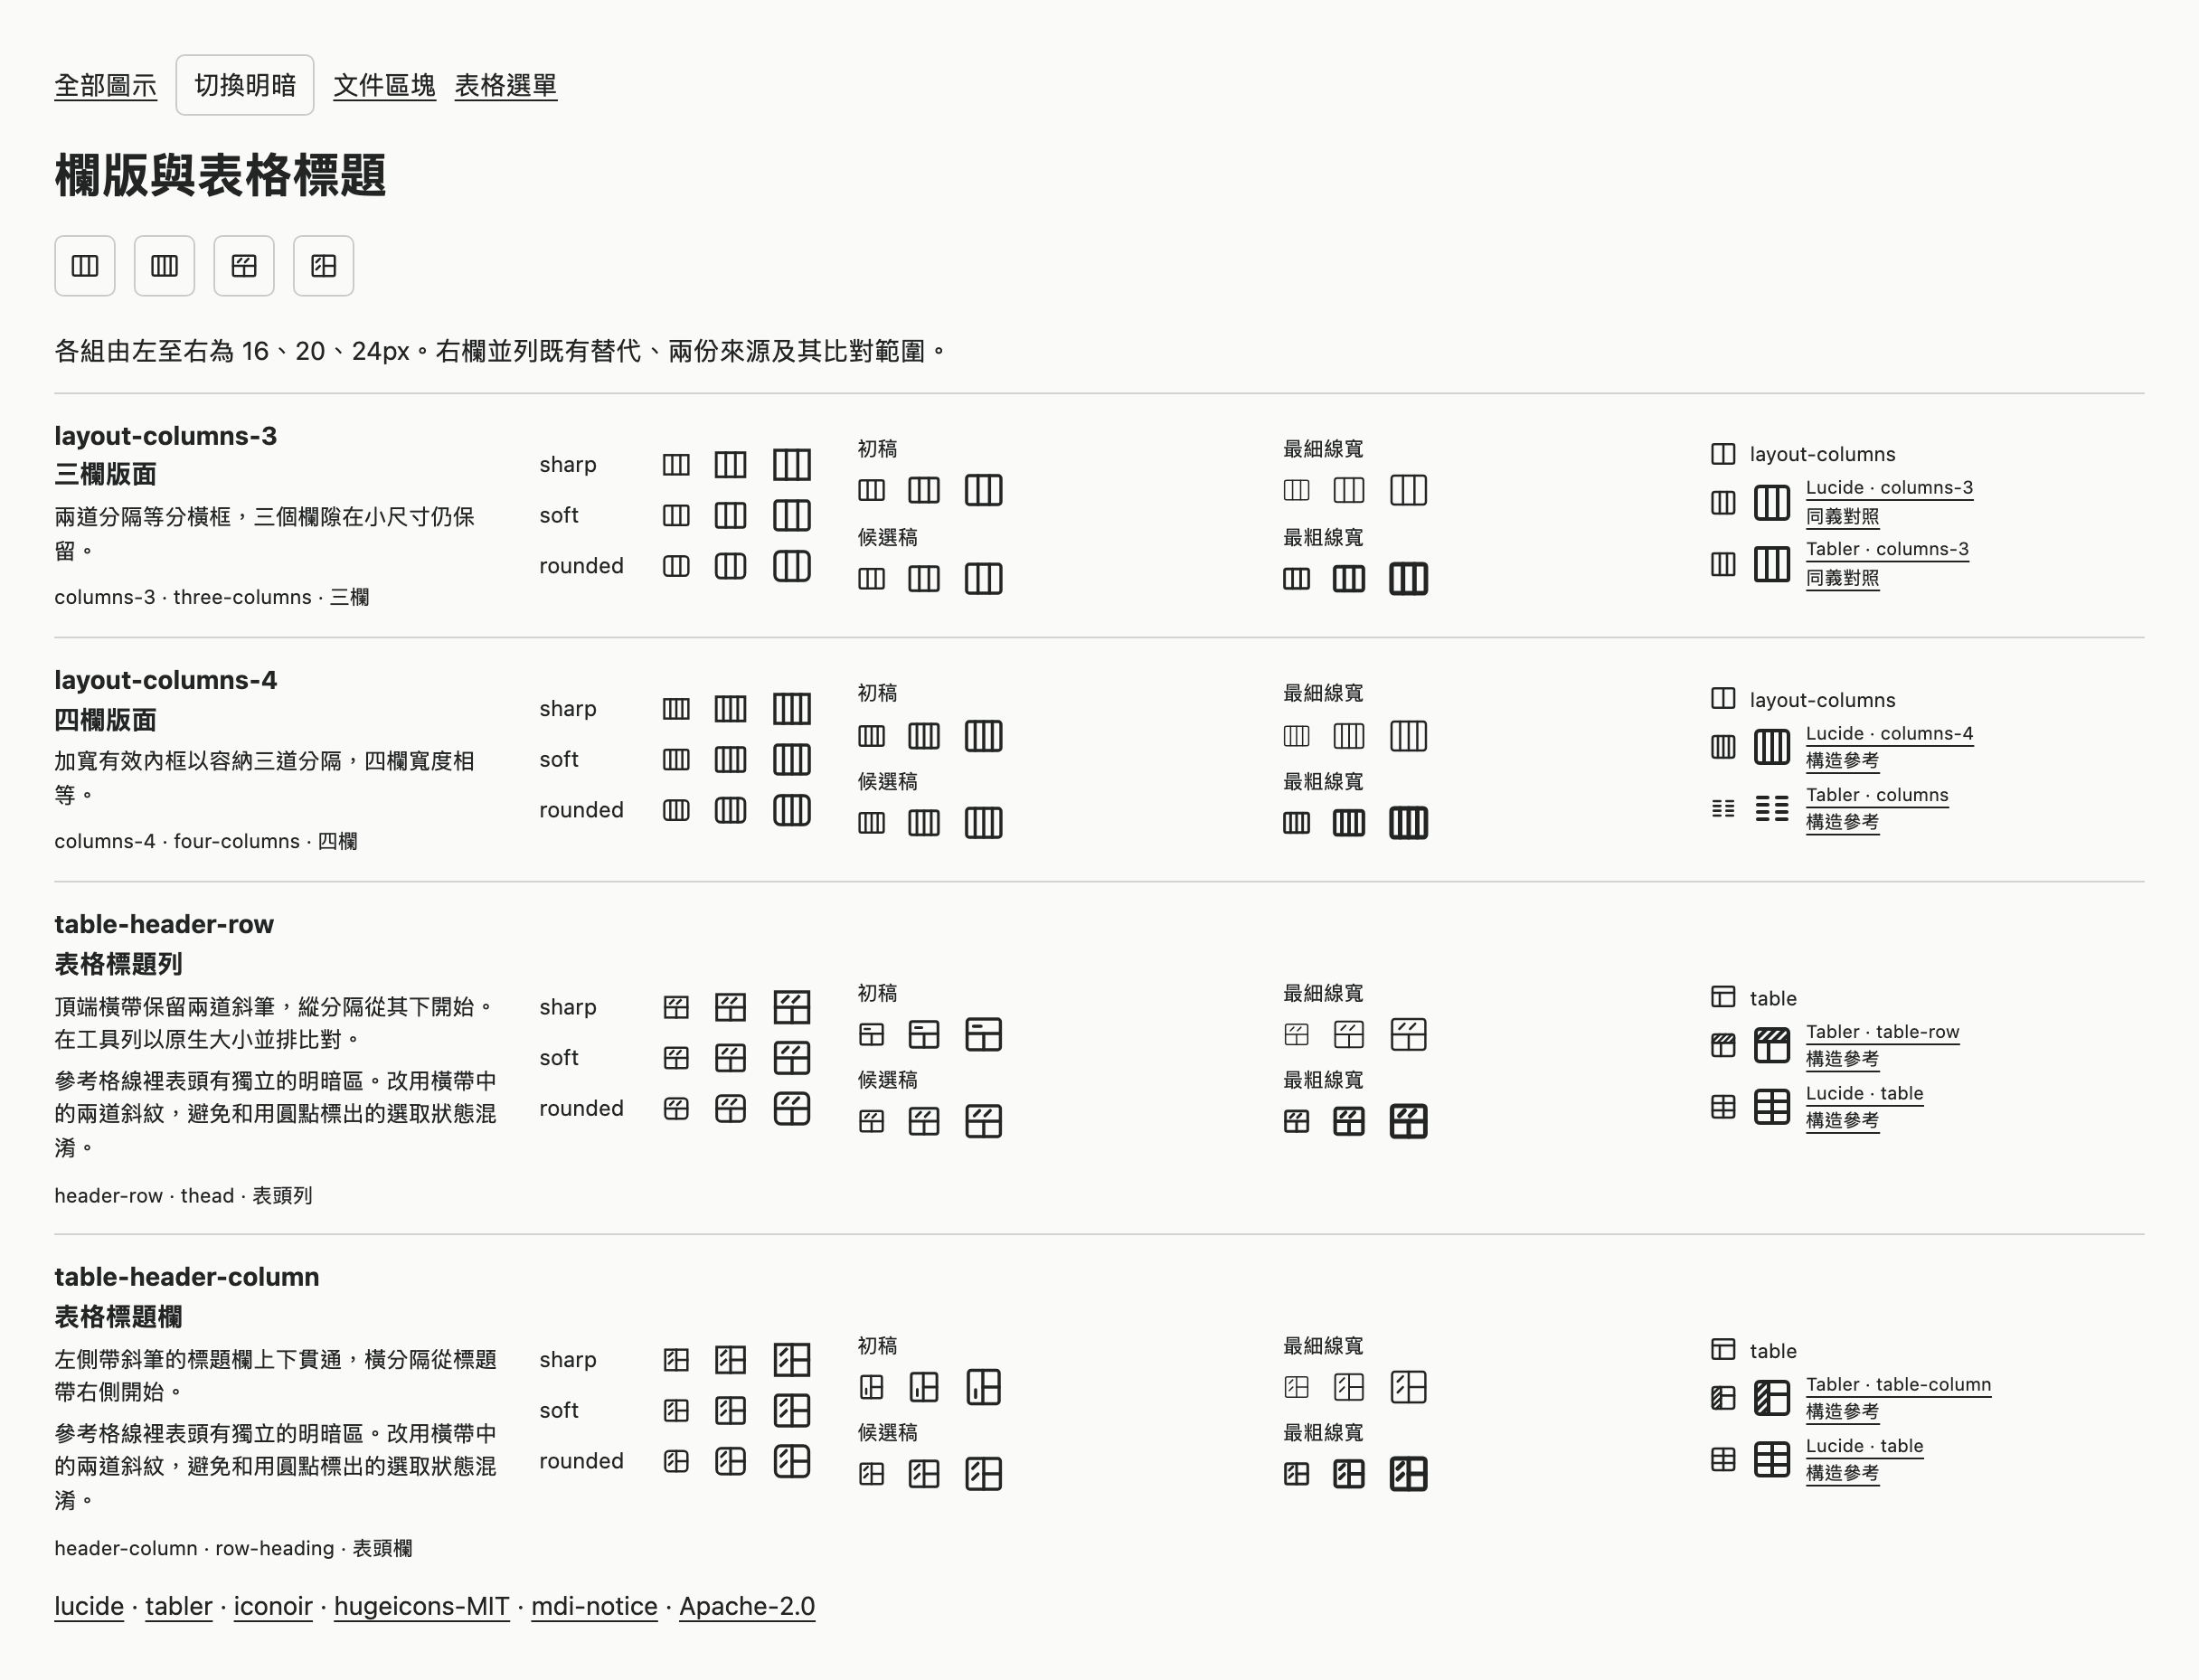 全部圖示 切換明暗 文件區塊 表格選單
欄版與表格標題
各組由左至右為 16、20、24px。右欄並列既有替代、兩份來源及其比對範圍。
layout-columns-3
三欄版面
兩道分隔等分橫框，三個欄隙在小尺寸仍保
留。
columns-3 · three-columns · 三欄
sharp
soft
rounded
初稿
候選稿
最細線寬
最粗線寬
layout-columns
Lucide · columns-3
同義對照
Tabler · columns-3
同義對照
layout-columns-4
四欄版面
加寬有效內框以容納三道分隔，四欄寬度相
等。
columns-4 · four-columns · 四欄
sharp
soft
rounded
初稿
候選稿
最細線寬
最粗線寬
layout-columns
Lucide · columns-4
構造參考
Tabler · columns
構造參考
table-header-row
表格標題列
頂端橫帶保留兩道斜筆，縱分隔從其下開始。
在工具列以原生大小並排比對。
參考格線裡表頭有獨立的明暗區。改用橫帶中
的兩道斜紋，避免和用圓點標出的選取狀態混
淆。
header-row · thead · 表頭列
sharp
soft
rounded
初稿
候選稿
最細線寬
最粗線寬
table
Tabler · table-row
構造參考
Lucide · table
構造參考
table-header-column
表格標題欄
左側帶斜筆的標題欄上下貫通，橫分隔從標題
帶右側開始。
參考格線裡表頭有獨立的明暗區。改用橫帶中
的兩道斜紋，避免和用圓點標出的選取狀態混
淆。
header-column · row-heading · 表頭欄
sharp
soft
rounded
初稿
候選稿
最細線寬
最粗線寬
table
Tabler · table-column
構造參考
Lucide · table
構造參考
lucide · tabler · iconoir · hugeicons-MIT · mdi-notice · Apache-2.0